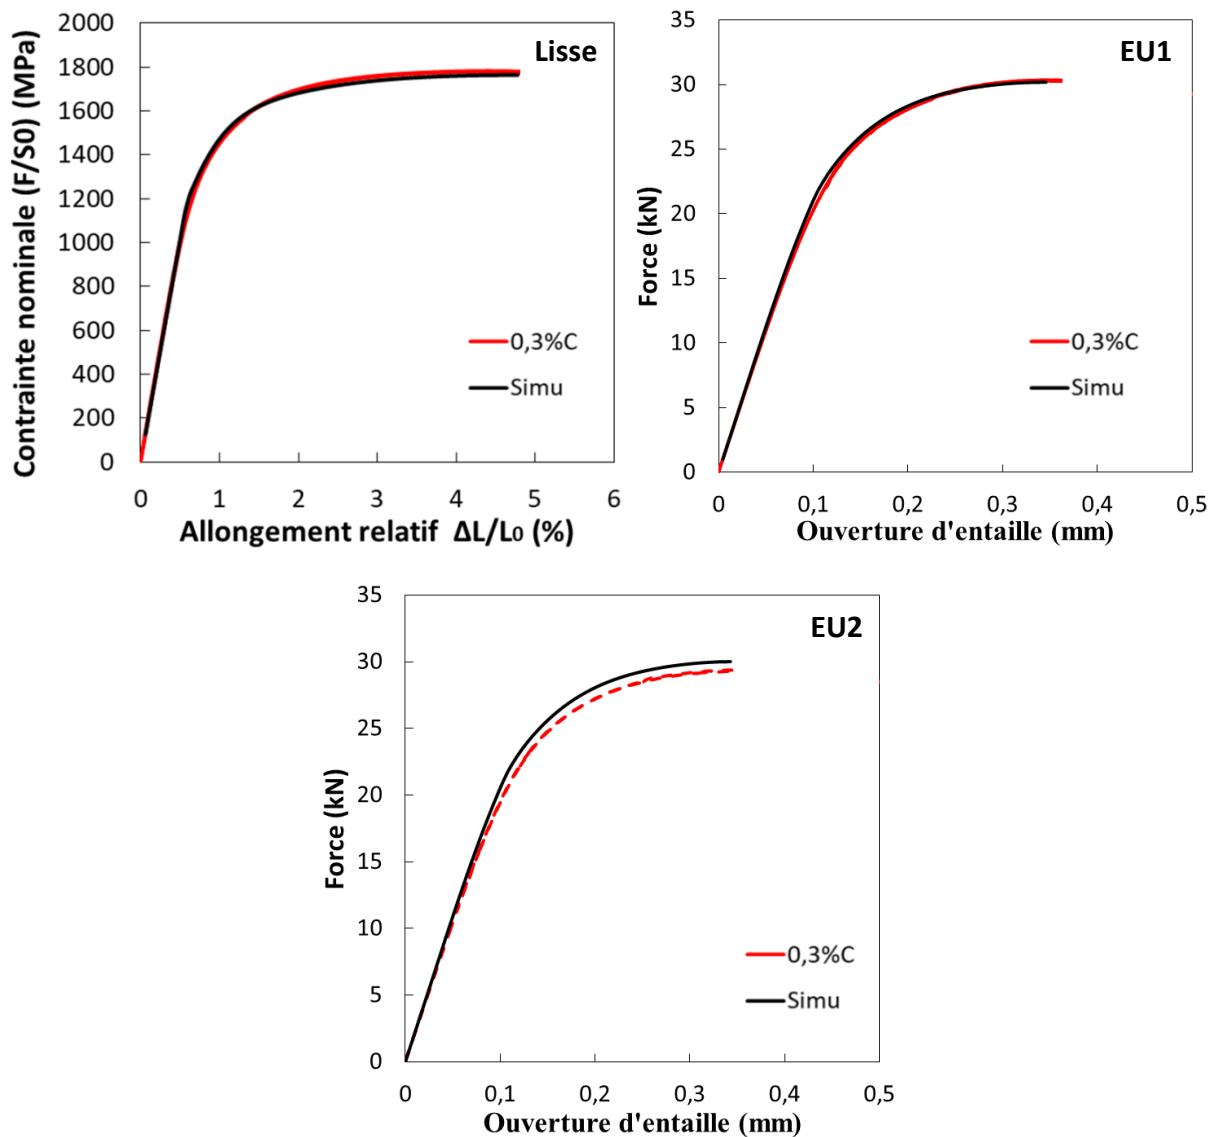 Lisse
Contrainte nominale (F/S0) (MPa)
2000
1800
1600
1400
1200
1000
800
600
400
200
0
0,3%C
Simu
0 1 2 3 4 5 6
Allongement relatif ΔL/L0 (%)
EU1
Force (kN)
35
30
25
20
15
10
5
0
0,3%C
Simu
0 0,1 0,2 0,3 0,4 0,5
Ouverture d'entaille (mm)
EU2
Force (kN)
35
30
25
20
15
10
5
0
0,3%C
Simu
0 0,1 0,2 0,3 0,4 0,5
Ouverture d'entaille (mm)